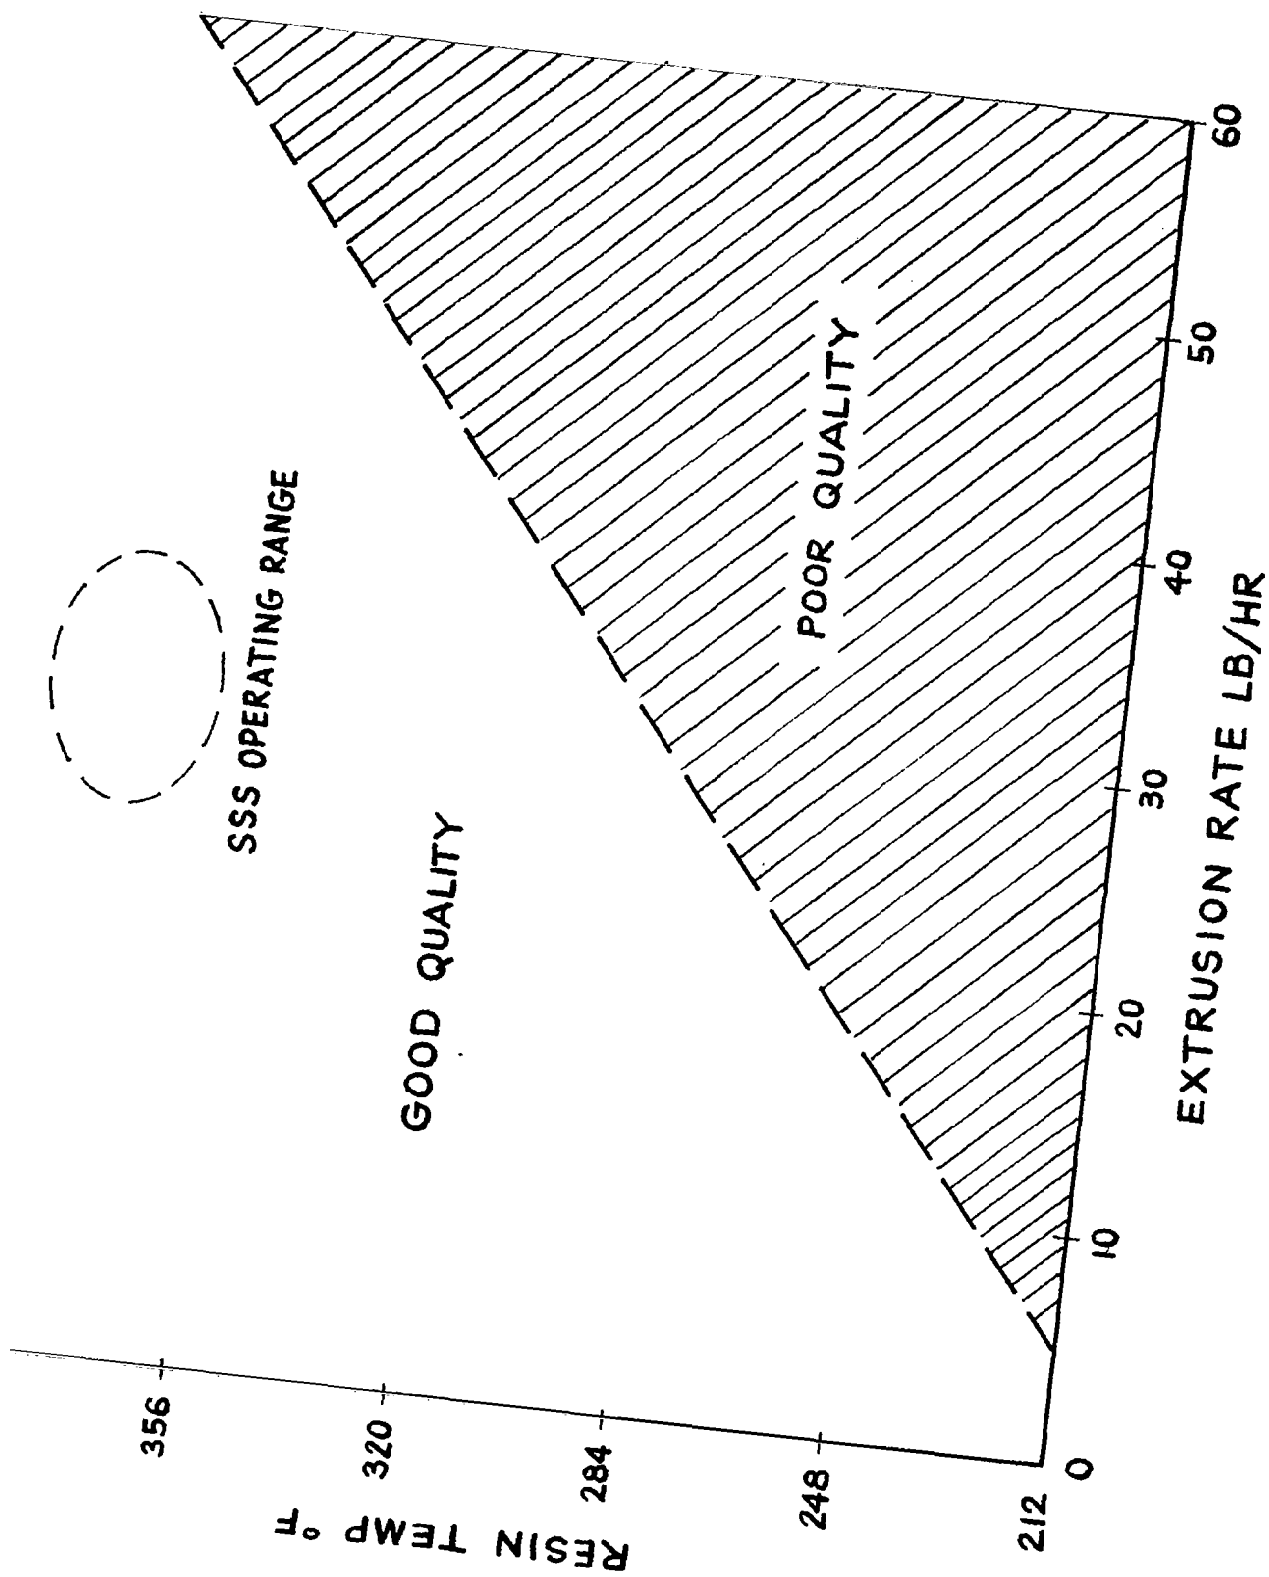 RESIN TEMP °F
356
320
284
248
212
SSS OPERATING RANGE
GOOD QUALITY
POOR QUALITY
0
10
20
30
40
50
60
EXTRUSION RATE LB/HR